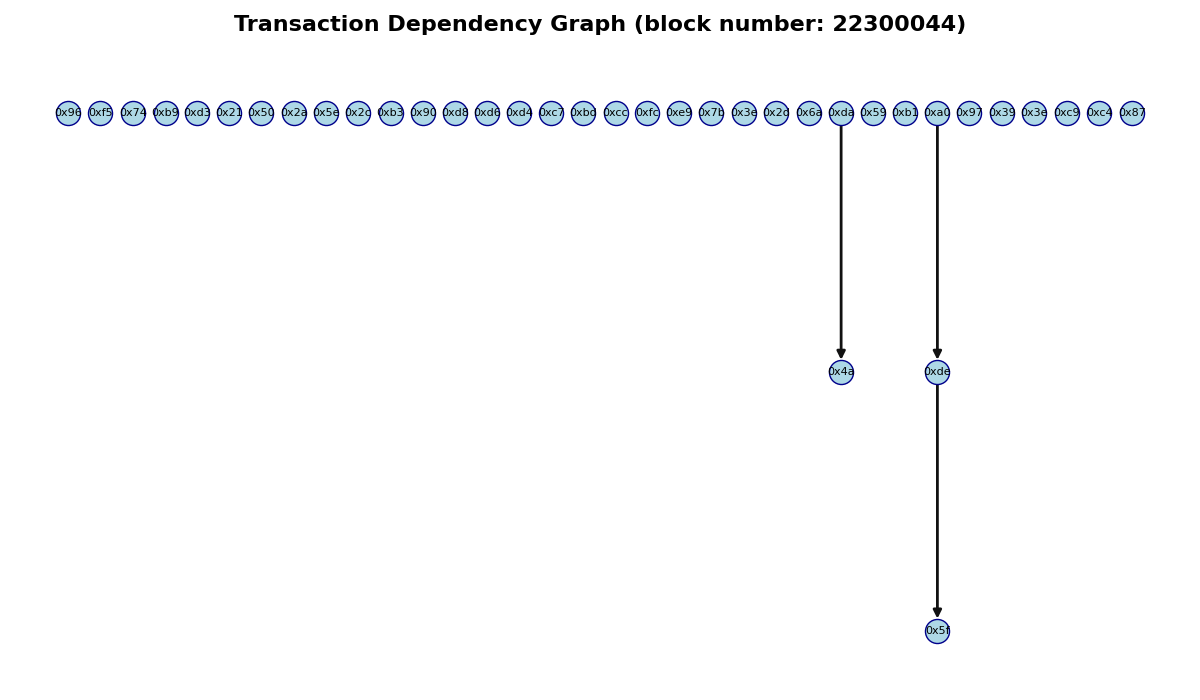 Transaction Dependency Graph (block number: 22300044)
0x96 0xf5 0x74 0xb9 0xd3 0x21 0x50 0x2a 0x5e 0x2c 0xb3 0x90 0xd8 0xd6 0xd4 0xc7 0xbd 0xcc 0xfc 0xe9 0x7b 0x3e 0x2d 0x6a 0xda 0x59 0xb1 0xa0 0x97 0x39 0x3e 0xc9 0xc4 0x87
0x4a 0xde
0x5f